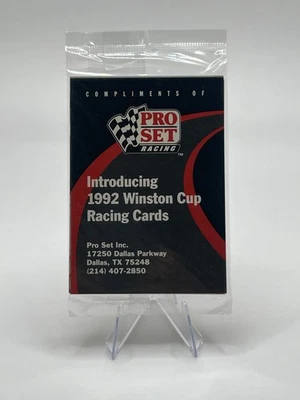 COMPLIMENTS OF
PRO
SET
RACING
TM
Introducing
1992 Winston Cup
Racing Cards
Pro Set Inc.
17250 Dallas Parkway
Dallas, TX 75248
(214) 407-2850